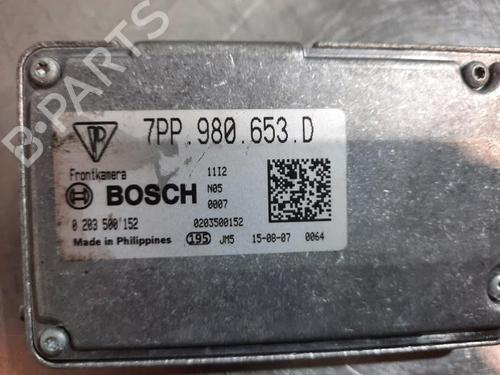 B-PARTS
7PP.980.653.D
Frontkamera
11I2
BOSCH
N05
0007
0 203 500 152
0203500152
Made in Philippines
195 JM5 15-08-07 0064